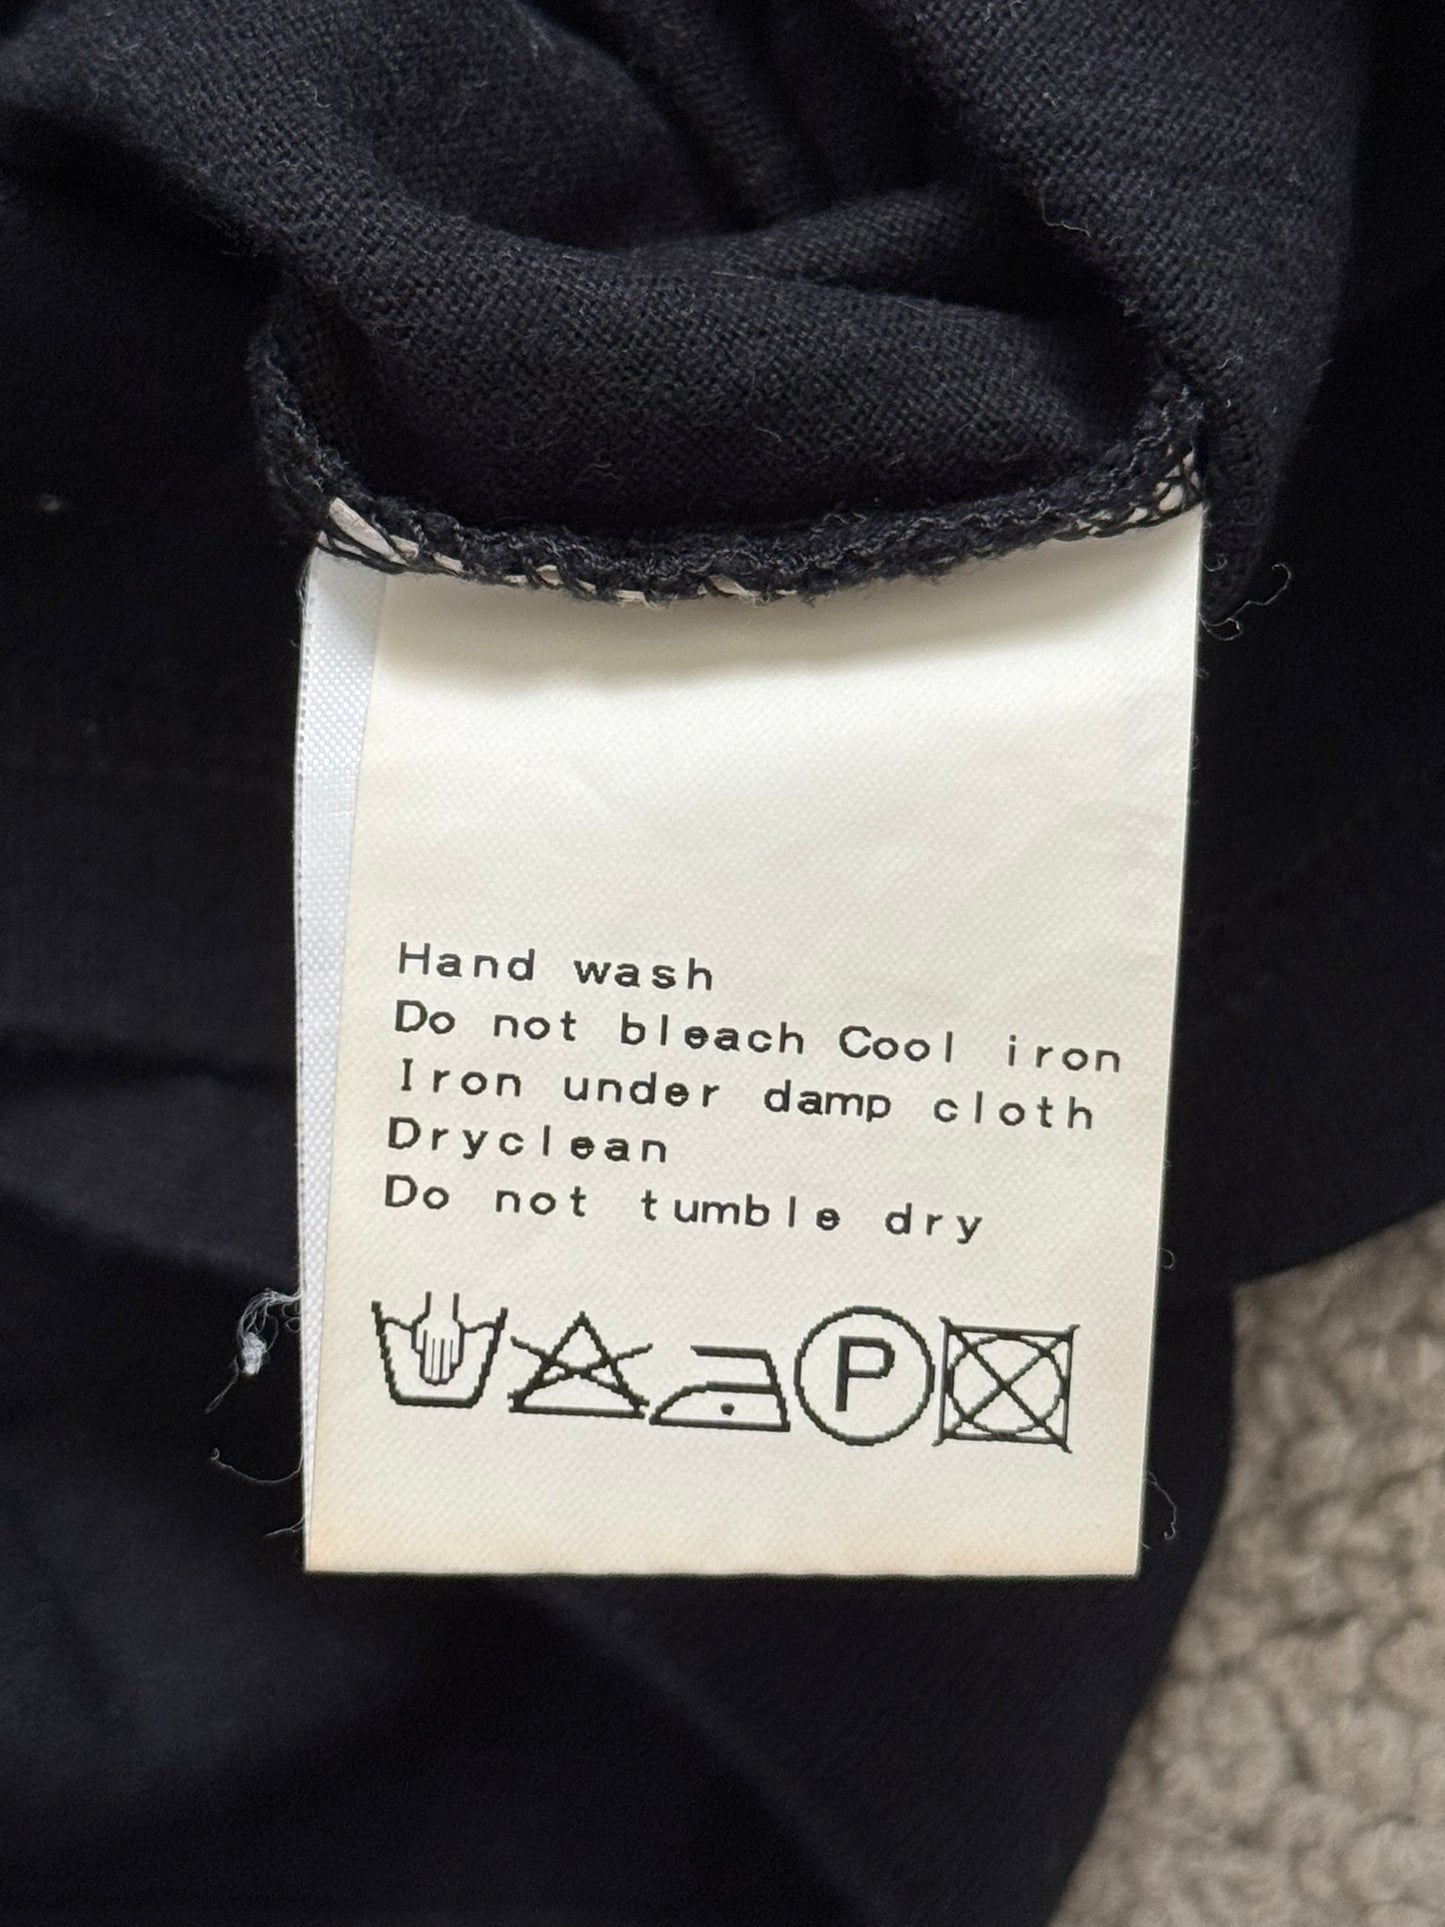 Hand wash
Do not bleach Cool iron
Iron under damp cloth
Dryclean
Do not tumble dry
P